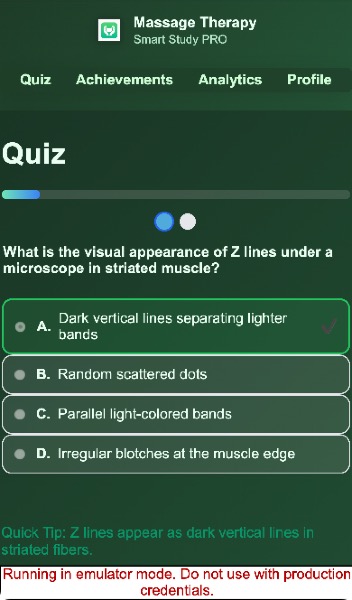 Massage Therapy
Smart Study PRO
Quiz
Achievements
Analytics
Profile
Quiz
What is the visual appearance of Z lines under a
microscope in striated muscle?
A. Dark vertical lines separating lighter
bands
B. Random scattered dots
C. Parallel light-colored bands
D. Irregular blotches at the muscle edge
Quick Tip: Z lines appear as dark vertical lines in
striated fibers.
Running in emulator mode. Do not use with production
credentials.